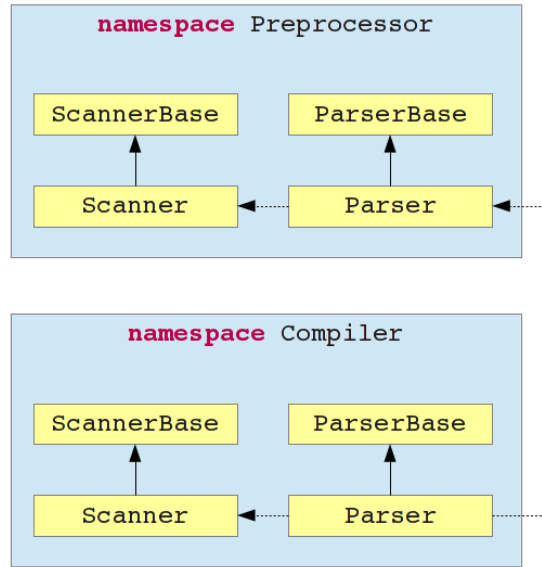 namespace Preprocessor
ScannerBase ParserBase
Scanner Parser
namespace Compiler
ScannerBase ParserBase
Scanner Parser